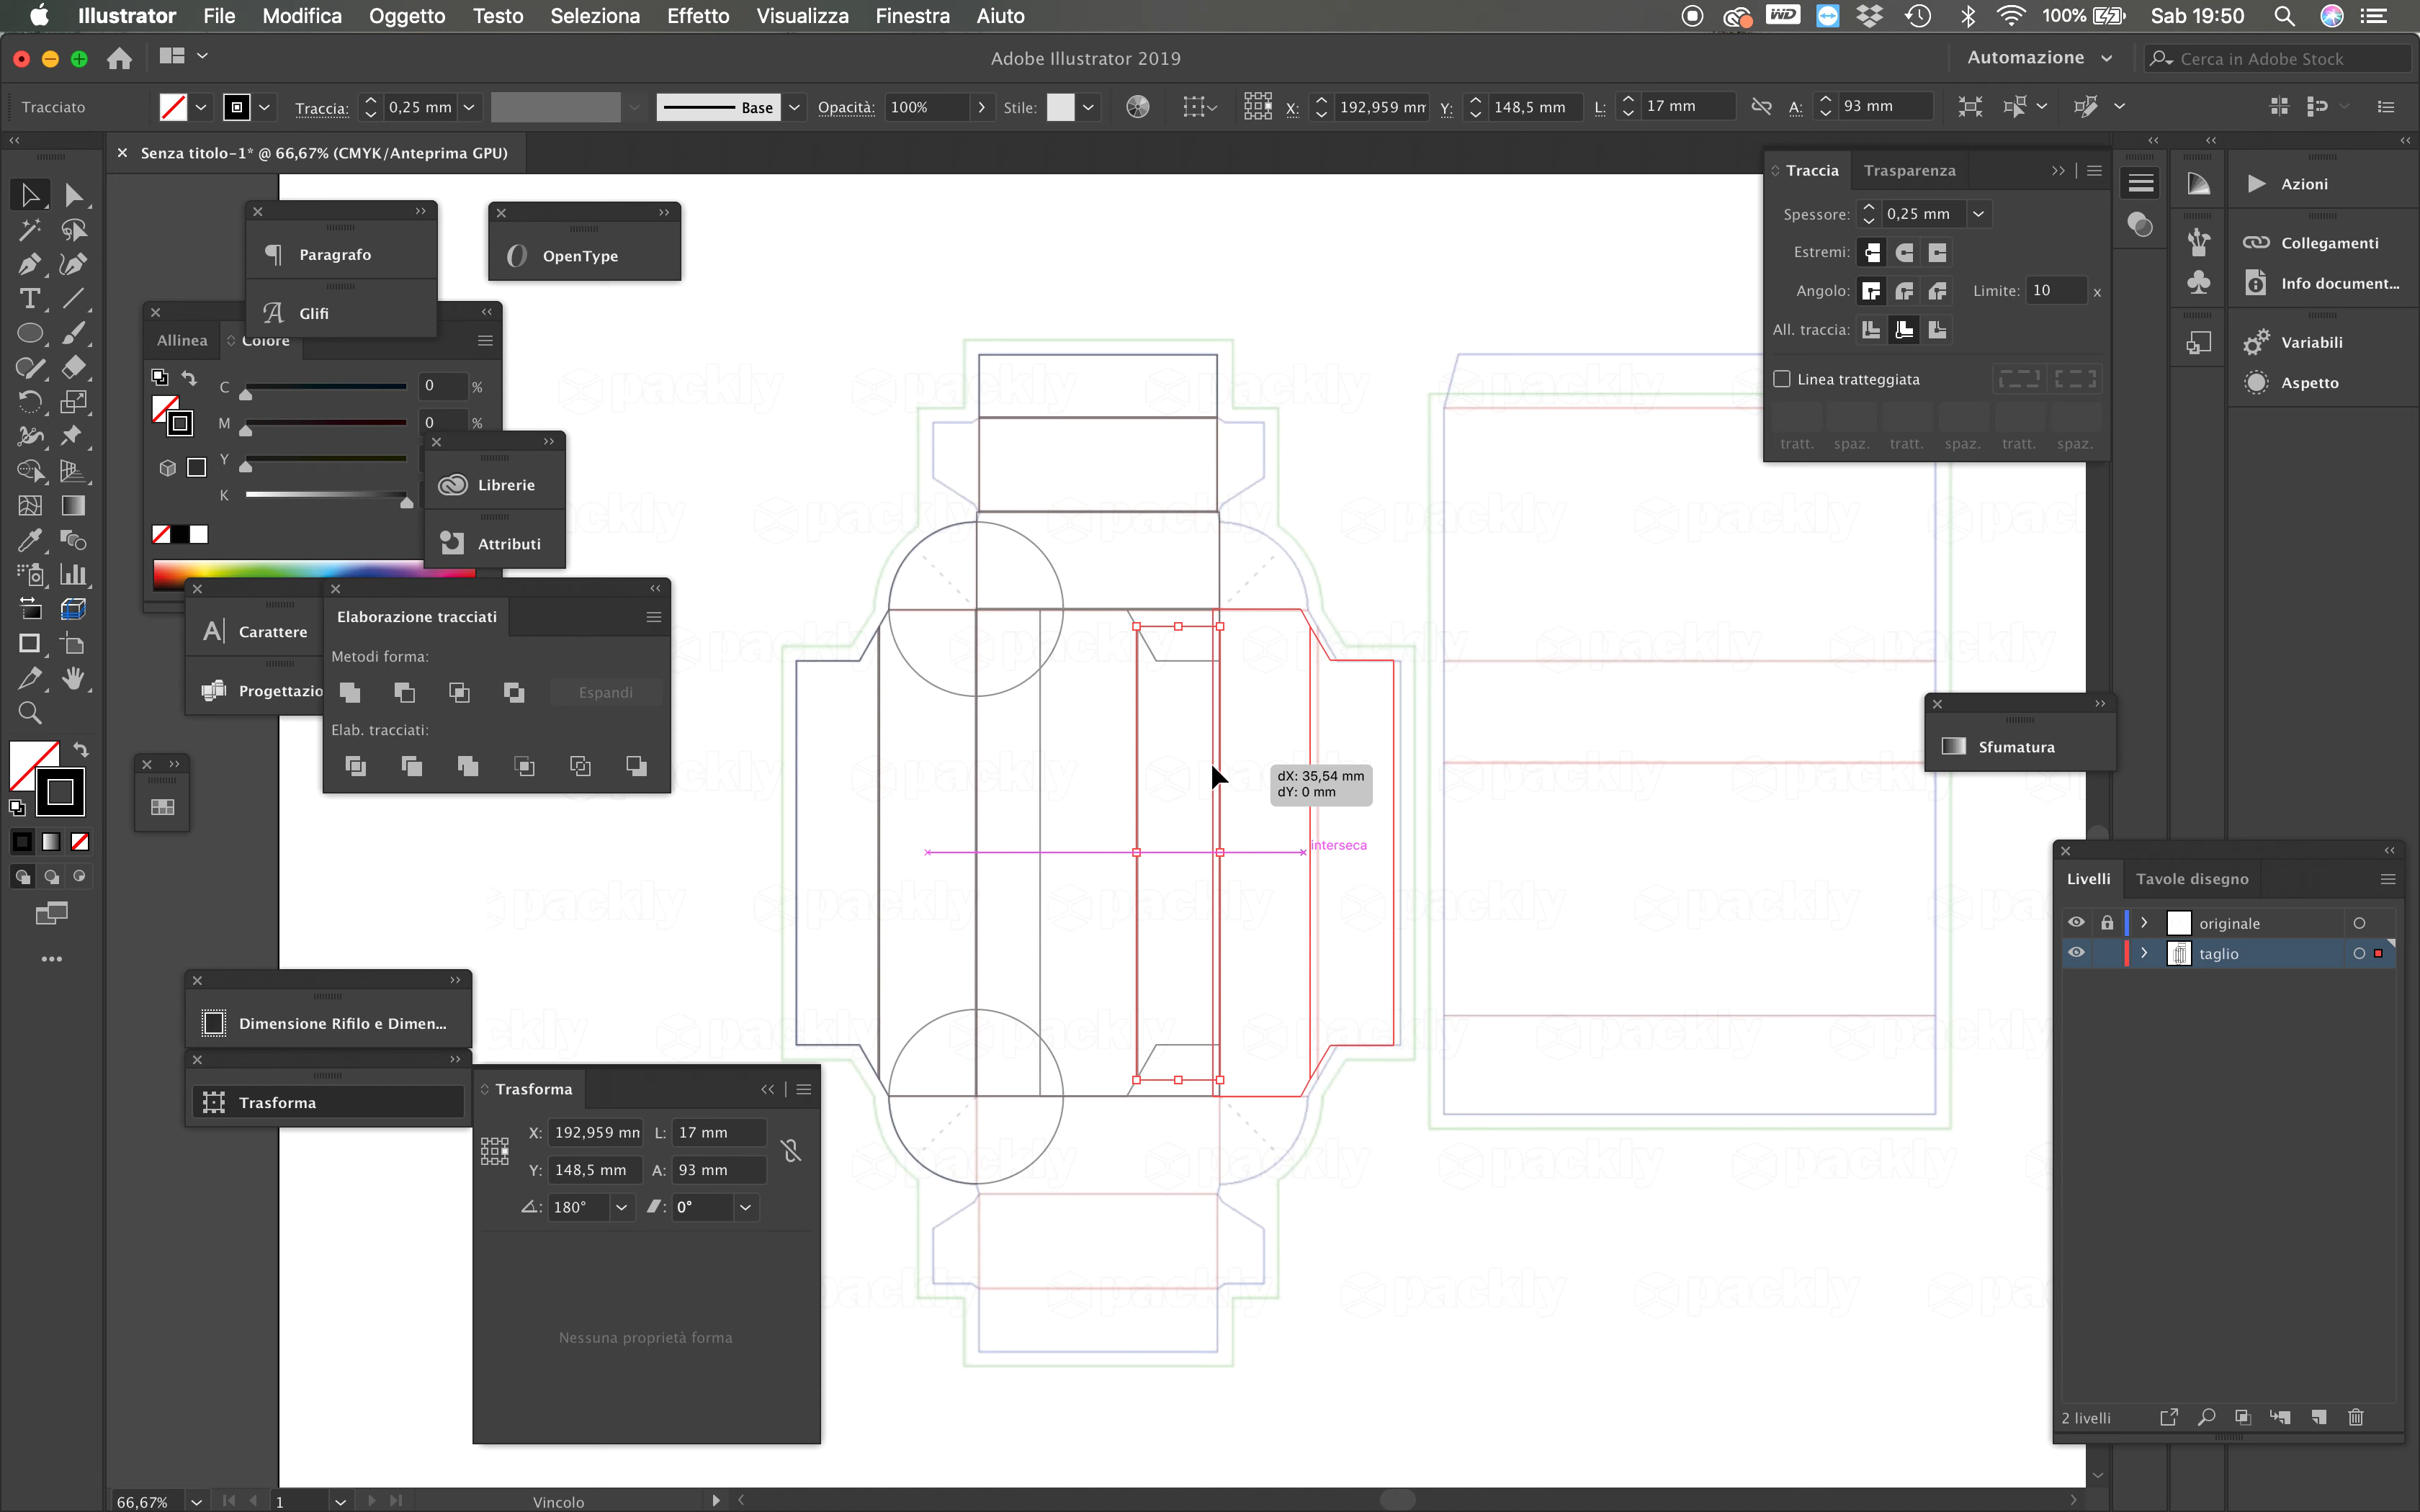 Illustrator File Modifica Oggetto Testo Seleziona Effetto Visualizza Finestra Aiuto
WD 100% Sab 19:50
Adobe Illustrator 2019
Automazione
Cerca in Adobe Stock
Tracciato Traccia: 0,25 mm Base Opacità: 100% Stile: X: 192,959 mm Y: 148,5 mm L: 17 mm A: 93 mm
Senza titolo-1* @ 66,67% (CMYK/Anteprima GPU)
Paragrafo
Glifi
OpenType
Allinea Colore
C 0 %
M 0 %
Y
K
Librerie
Attributi
Carattere
Progettazio
Elaborazione tracciati
Metodi forma:
Espandi
Elab. tracciati:
Dimensione Rifilo e Dimen...
Trasforma
Trasforma
X: 192,959 mm L: 17 mm
Y: 148,5 mm A: 93 mm
180° 0°
Nessuna proprietà forma
packly
dX: 35,54 mm
dY: 0 mm
interseca
Traccia Trasparenza
Spessore: 0,25 mm
Estremi:
Angolo: Limite: 10 x
All. traccia:
Linea tratteggiata
tratt. spaz. tratt. spaz. tratt. spaz.
Azioni
Collegamenti
Info document...
Variabili
Aspetto
Sfumatura
Livelli Tavole disegno
originale
taglio
2 livelli
66,67% 1 Vincolo